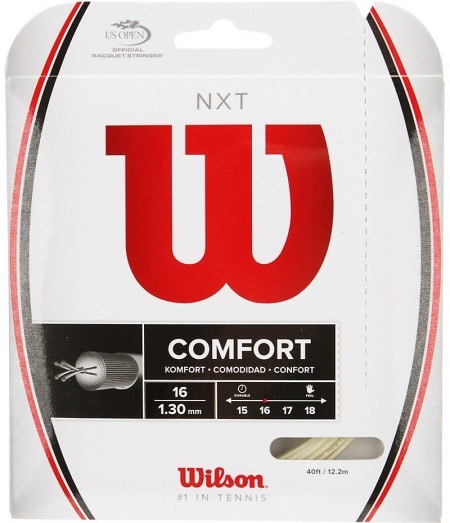 US OPEN
OFFICIAL
RACQUET STRINGER
NXT
W
COMFORT
KOMFORT • COMODIDAD • CONFORT
16
1.30 mm
DURABLE FEEL
15 16 17 18
40ft / 12.2m
Wilson
#1 IN TENNIS